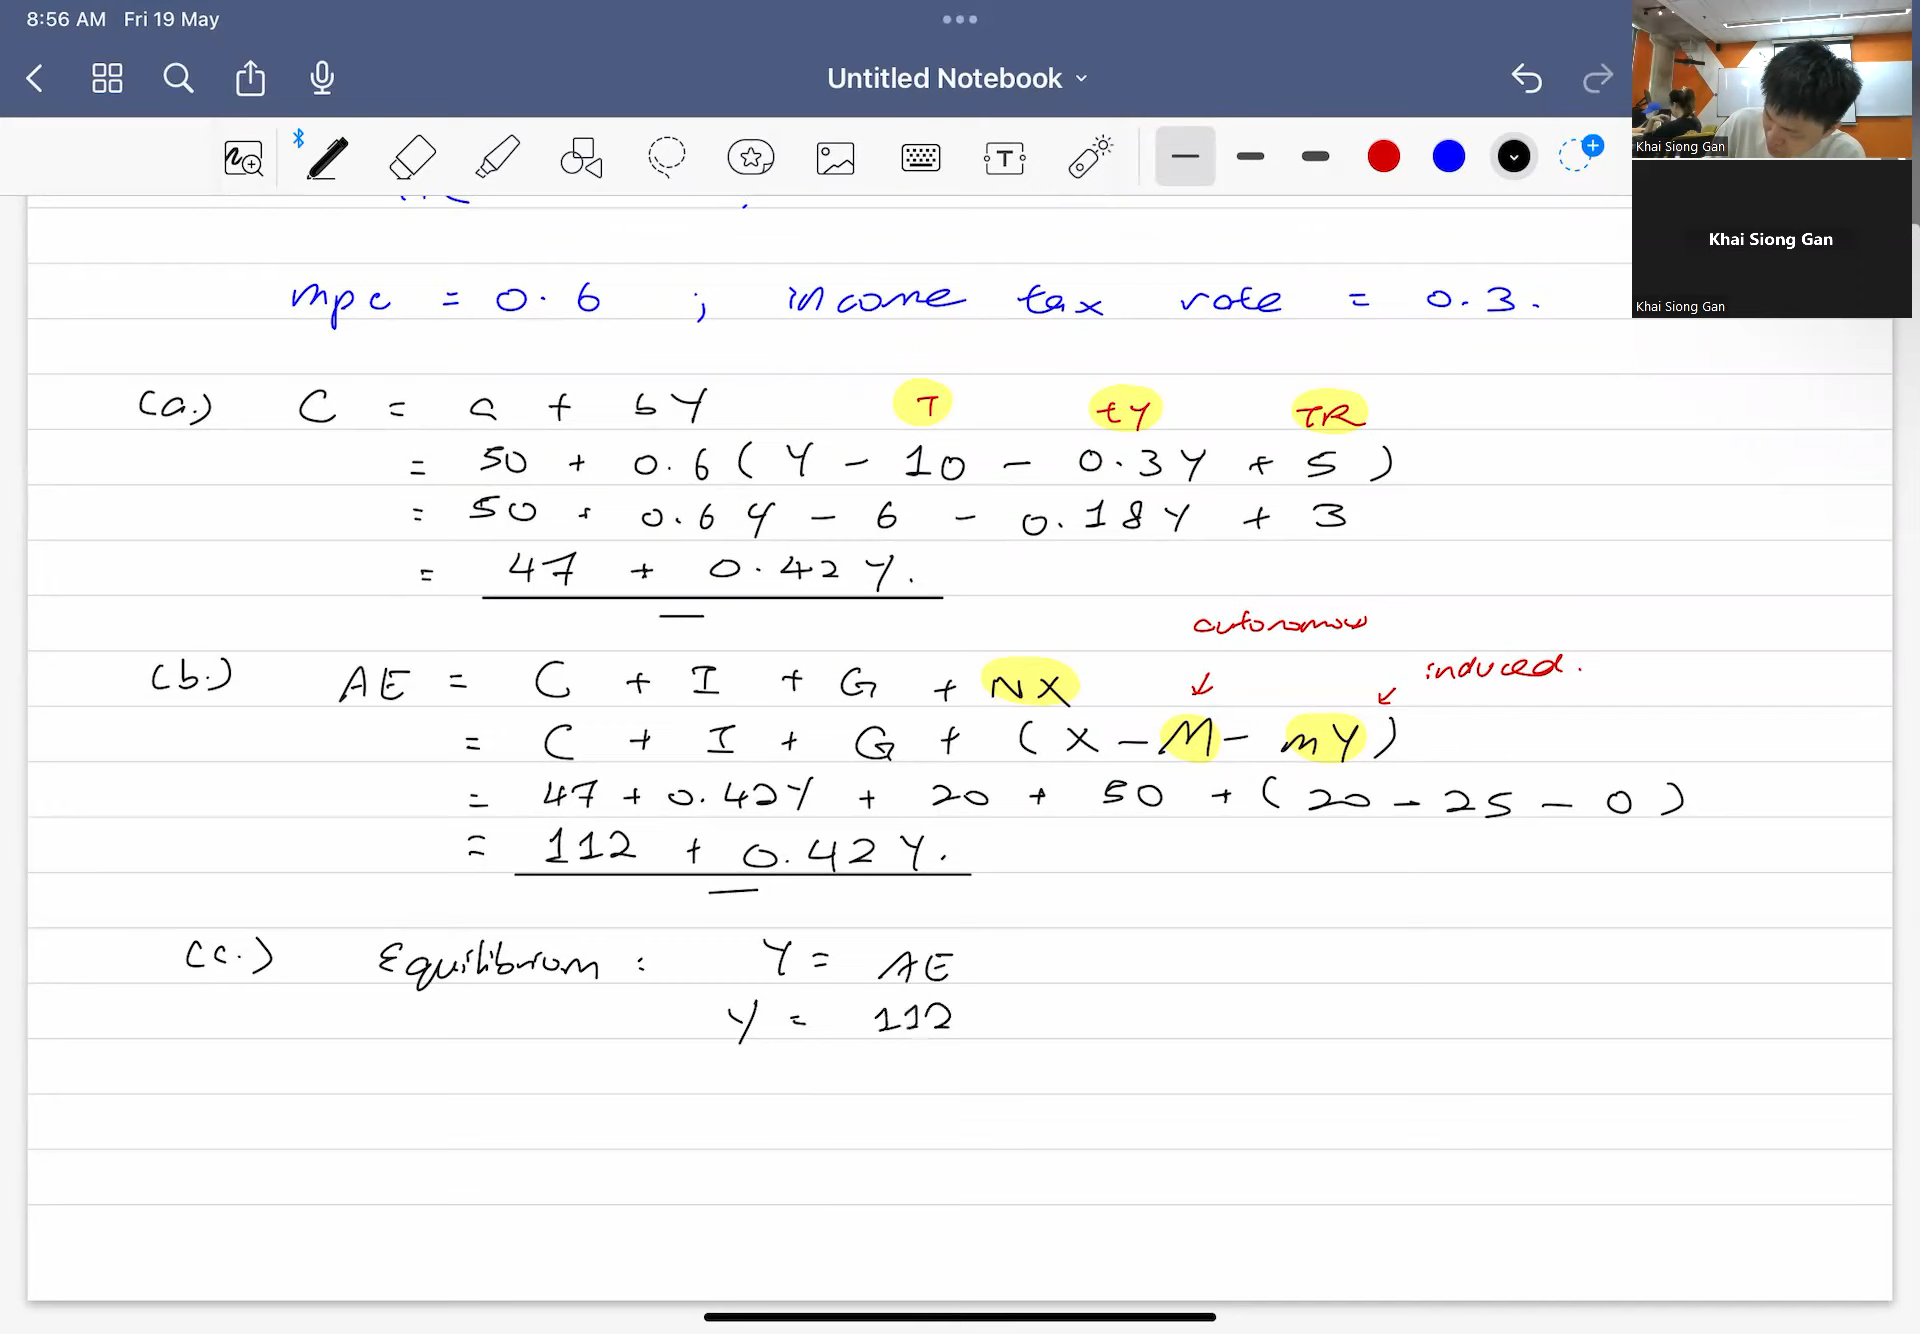 8:56 AM Fri 19 May
Untitled Notebook
Khai Siong Gan
Khai Siong Gan
Khai Siong Gan
mpc = 0.6 ; income tax rate = 0.3.
(a.) C = a + bY T tY TR
= 50 + 0.6 ( Y - 10 - 0.3Y + 5 )
= 50 + 0.6Y - 6 - 0.18Y + 3
= 47 + 0.42Y.
autonomous
induced.
(b.) AE = C + I + G + NX
= C + I + G + ( X - M - mY )
= 47 + 0.42Y + 20 + 50 + ( 20 - 25 - 0 )
= 112 + 0.42Y.
(c.) Equilibrium : Y = AE
Y = 112